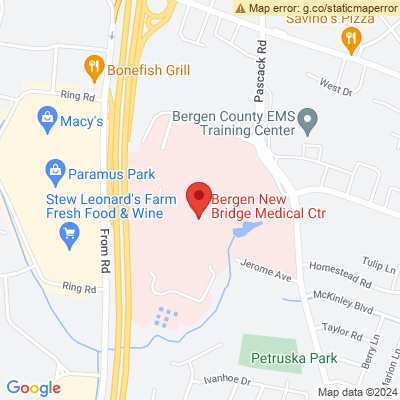 Map error: g.co/staticmaperror
Savino's Pizza
Bonefish Grill
Pascack Rd
West Dr
Ring Rd
Macy's
Bergen County EMS
Training Center
Paramus Park
Stew Leonard's Farm
Fresh Food & Wine
Bergen New
Bridge Medical Ctr
From Rd
Jerome Ave
Tulip Ln
Homestead Rd
Ring Rd
McKinley Blvd
Taylor Rd
Berry Ln
Marion Ln
Petruska Park
Ivanhoe Dr
Google
Map data ©2024